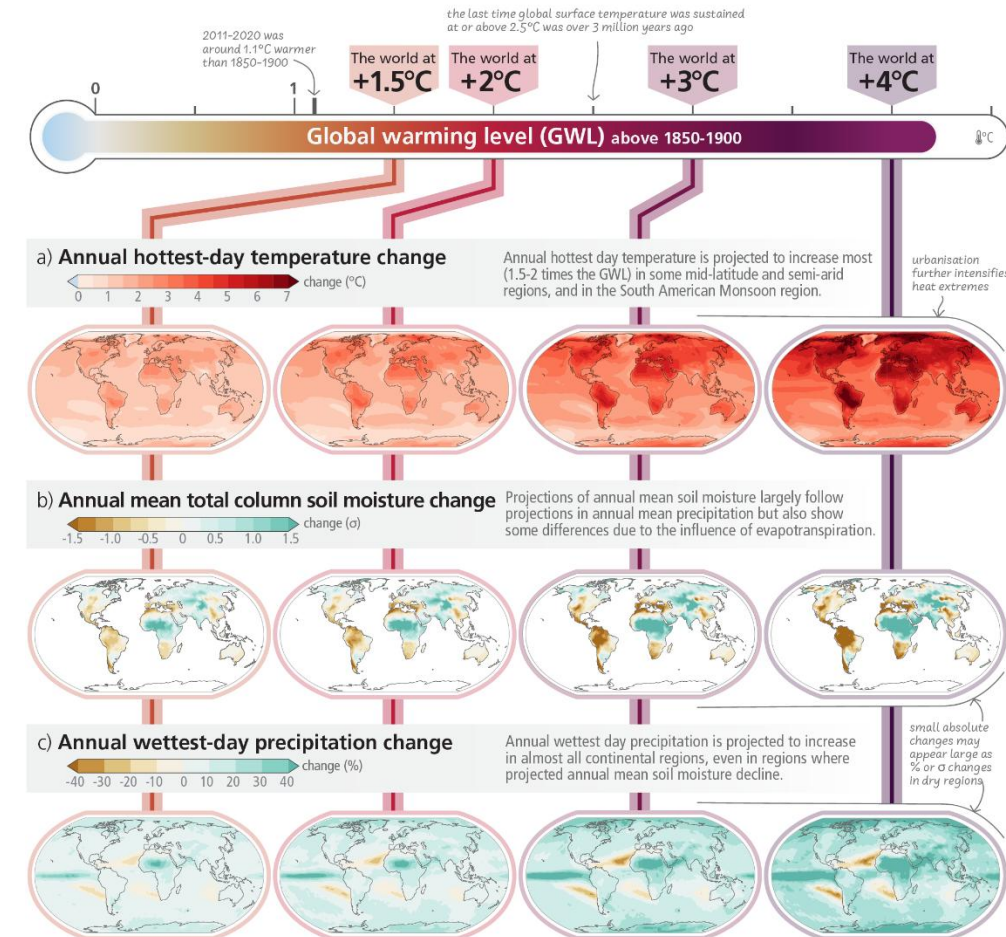 the last time global surface temperature was sustained
at or above 2.5°C was over 3 million years ago
2011-2020 was
around 1.1°C warmer
than 1850-1900
The world at
+1.5°C
The world at
+2°C
The world at
+3°C
The world at
+4°C
0
1
Global warming level (GWL) above 1850-1900
°C
a) Annual hottest-day temperature change
change (°C)
0 1 2 3 4 5 6 7
Annual hottest day temperature is projected to increase most
(1.5-2 times the GWL) in some mid-latitude and semi-arid
regions, and in the South American Monsoon region.
urbanisation
further intensifies
heat extremes
b) Annual mean total column soil moisture change
change (σ)
-1.5 -1.0 -0.5 0 0.5 1.0 1.5
Projections of annual mean soil moisture largely follow
projections in annual mean precipitation but also show
some differences due to the influence of evapotranspiration.
c) Annual wettest-day precipitation change
change (%)
-40 -30 -20 -10 0 10 20 30 40
Annual wettest day precipitation is projected to increase
in almost all continental regions, even in regions where
projected annual mean soil moisture decline.
small absolute
changes may
appear large as
% or σ changes
in dry regions